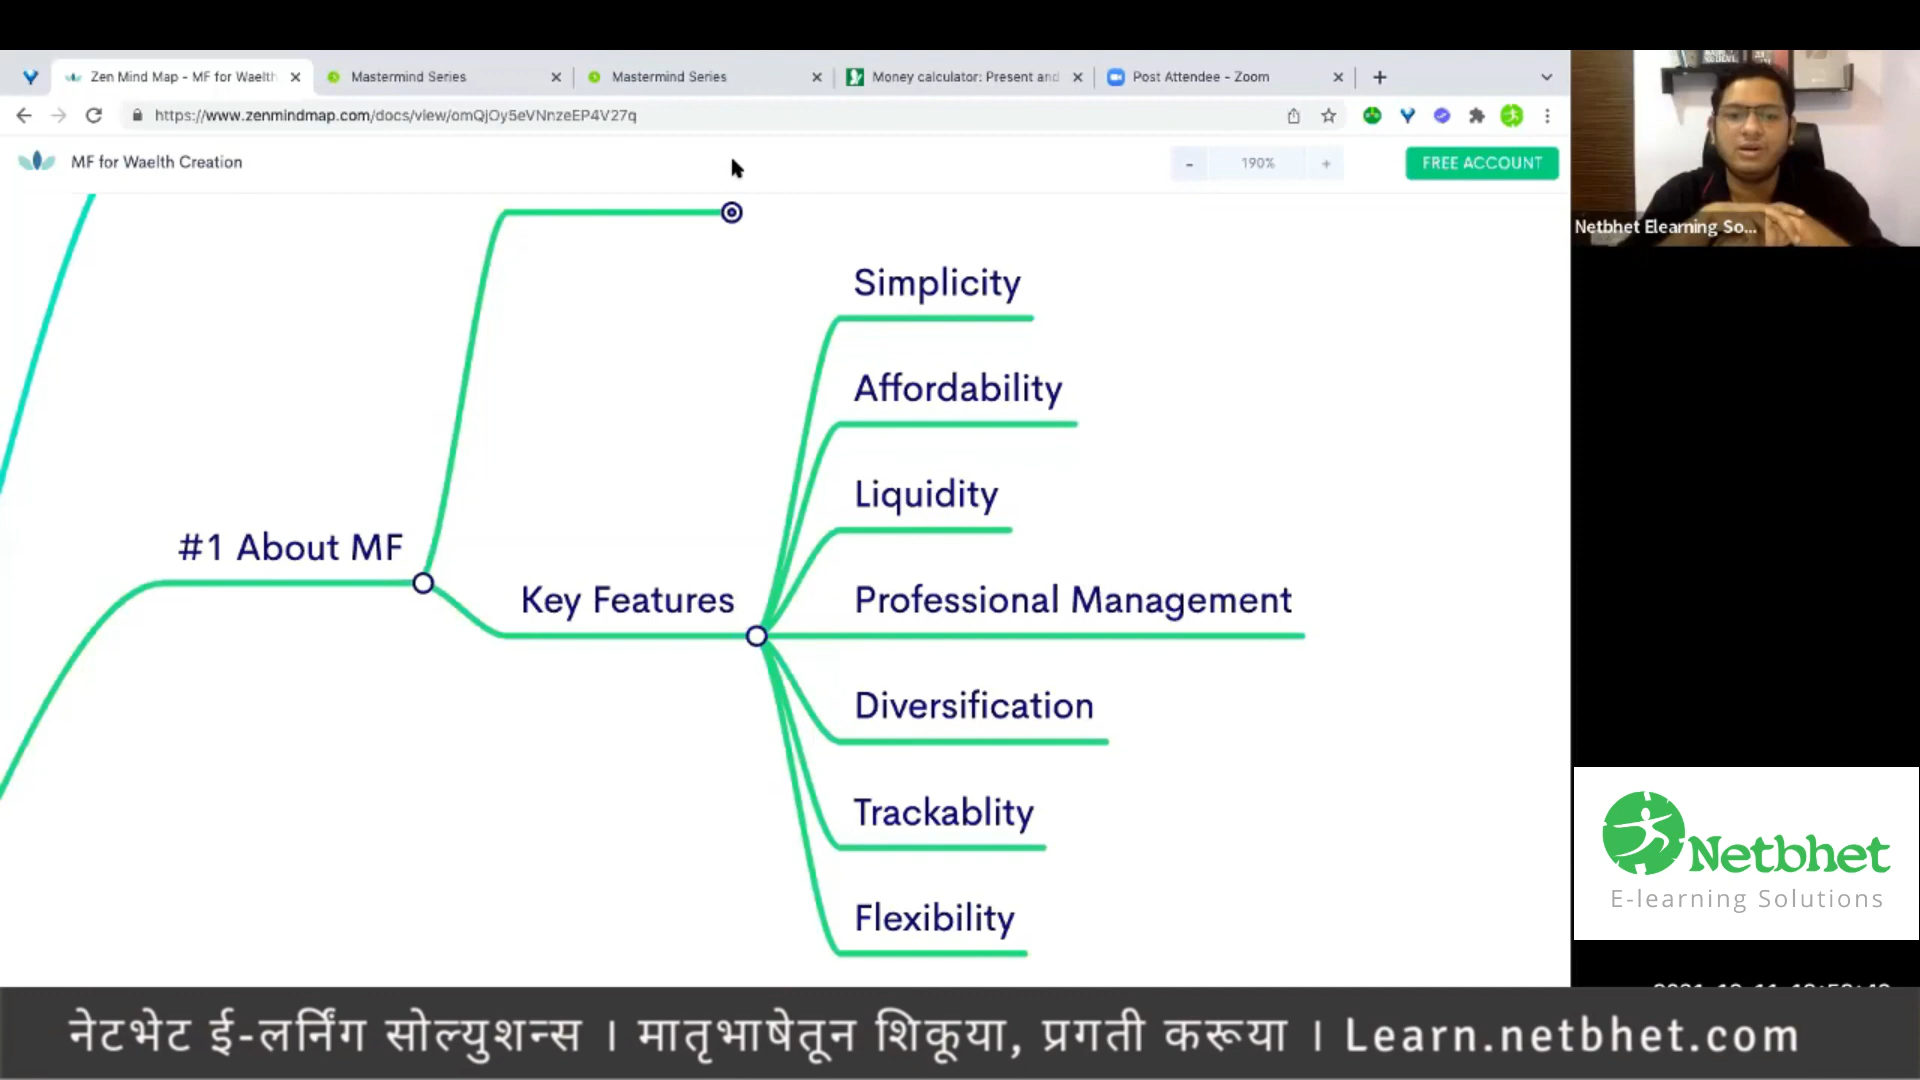 Zen Mind Map - MF for Waelth
Mastermind Series
Mastermind Series
Money calculator: Present and
Post Attendee - Zoom
https://www.zenmindmap.com/docs/view/omQjOy5eVNnzeEP4V27q
MF for Waelth Creation
- 190% +
FREE ACCOUNT
Netbhet Elearning So...
Simplicity
Affordability
Liquidity
#1 About MF
Key Features
Professional Management
Diversification
Trackablity
Flexibility
Netbhet
E-learning Solutions
नेटभेट ई-लर्निंग सोल्युशन्स । मातृभाषेतून शिकूया, प्रगती करूया । Learn.netbhet.com